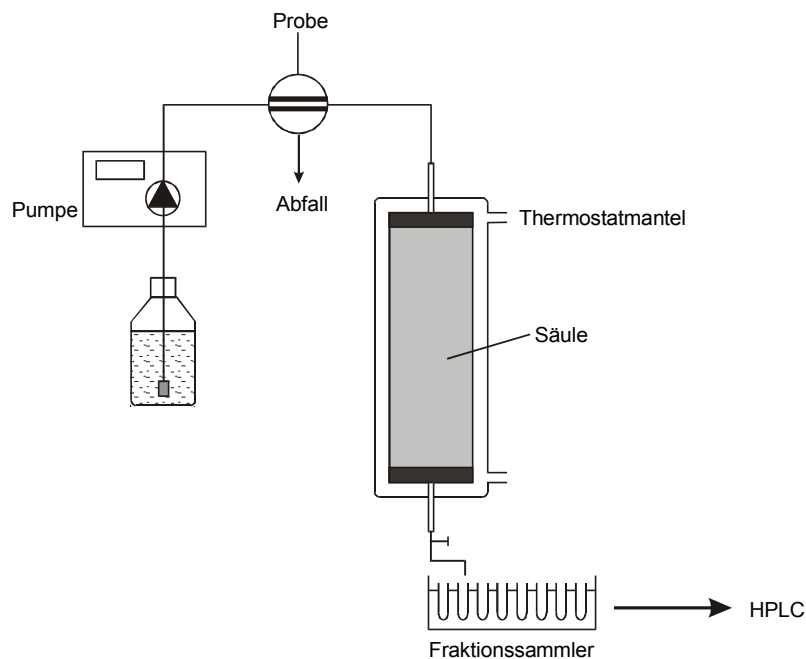 Probe
Abfall
Pumpe
Thermostatmantel
Säule
HPLC
Fraktionssammler